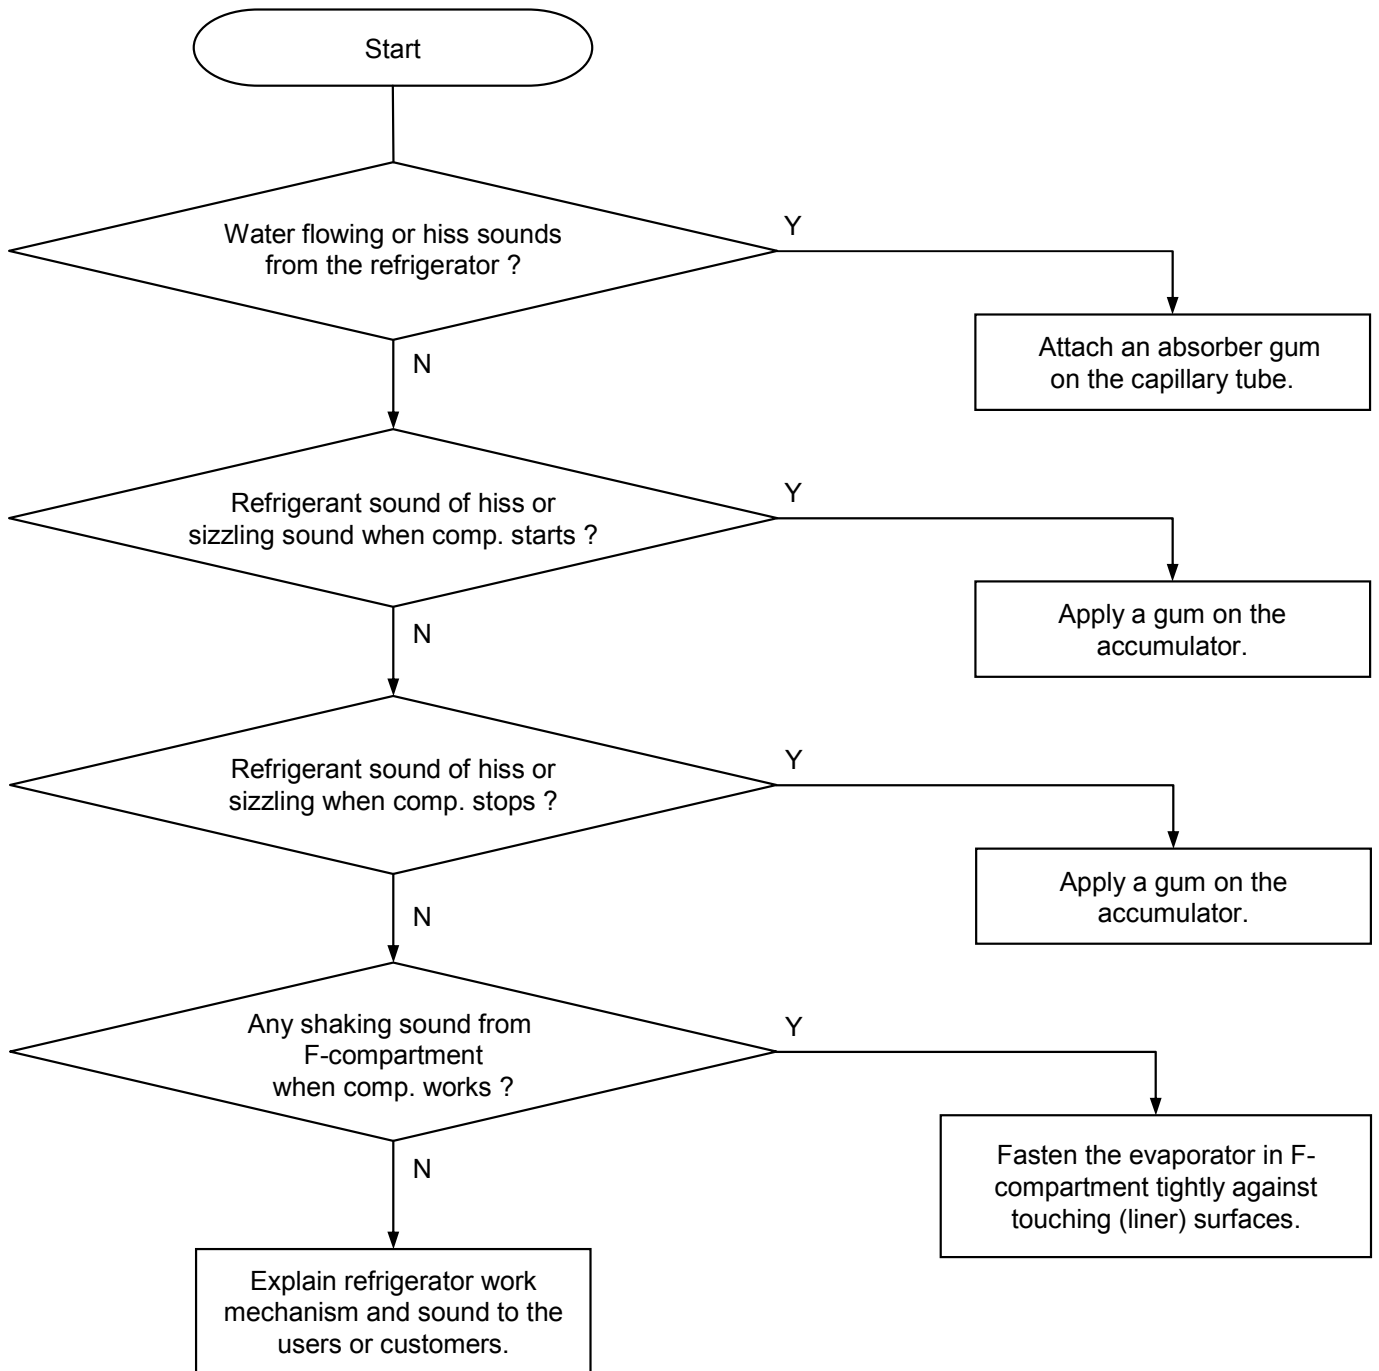 Start
Water flowing or hiss sounds
from the refrigerator ?
Y
Attach an absorber gum
on the capillary tube.
N
Refrigerant sound of hiss or
sizzling sound when comp. starts ?
Y
Apply a gum on the
accumulator.
N
Refrigerant sound of hiss or
sizzling when comp. stops ?
Y
Apply a gum on the
accumulator.
N
Any shaking sound from
F-compartment
when comp. works ?
Y
Fasten the evaporator in F-
compartment tightly against
touching (liner) surfaces.
N
Explain refrigerator work
mechanism and sound to the
users or customers.